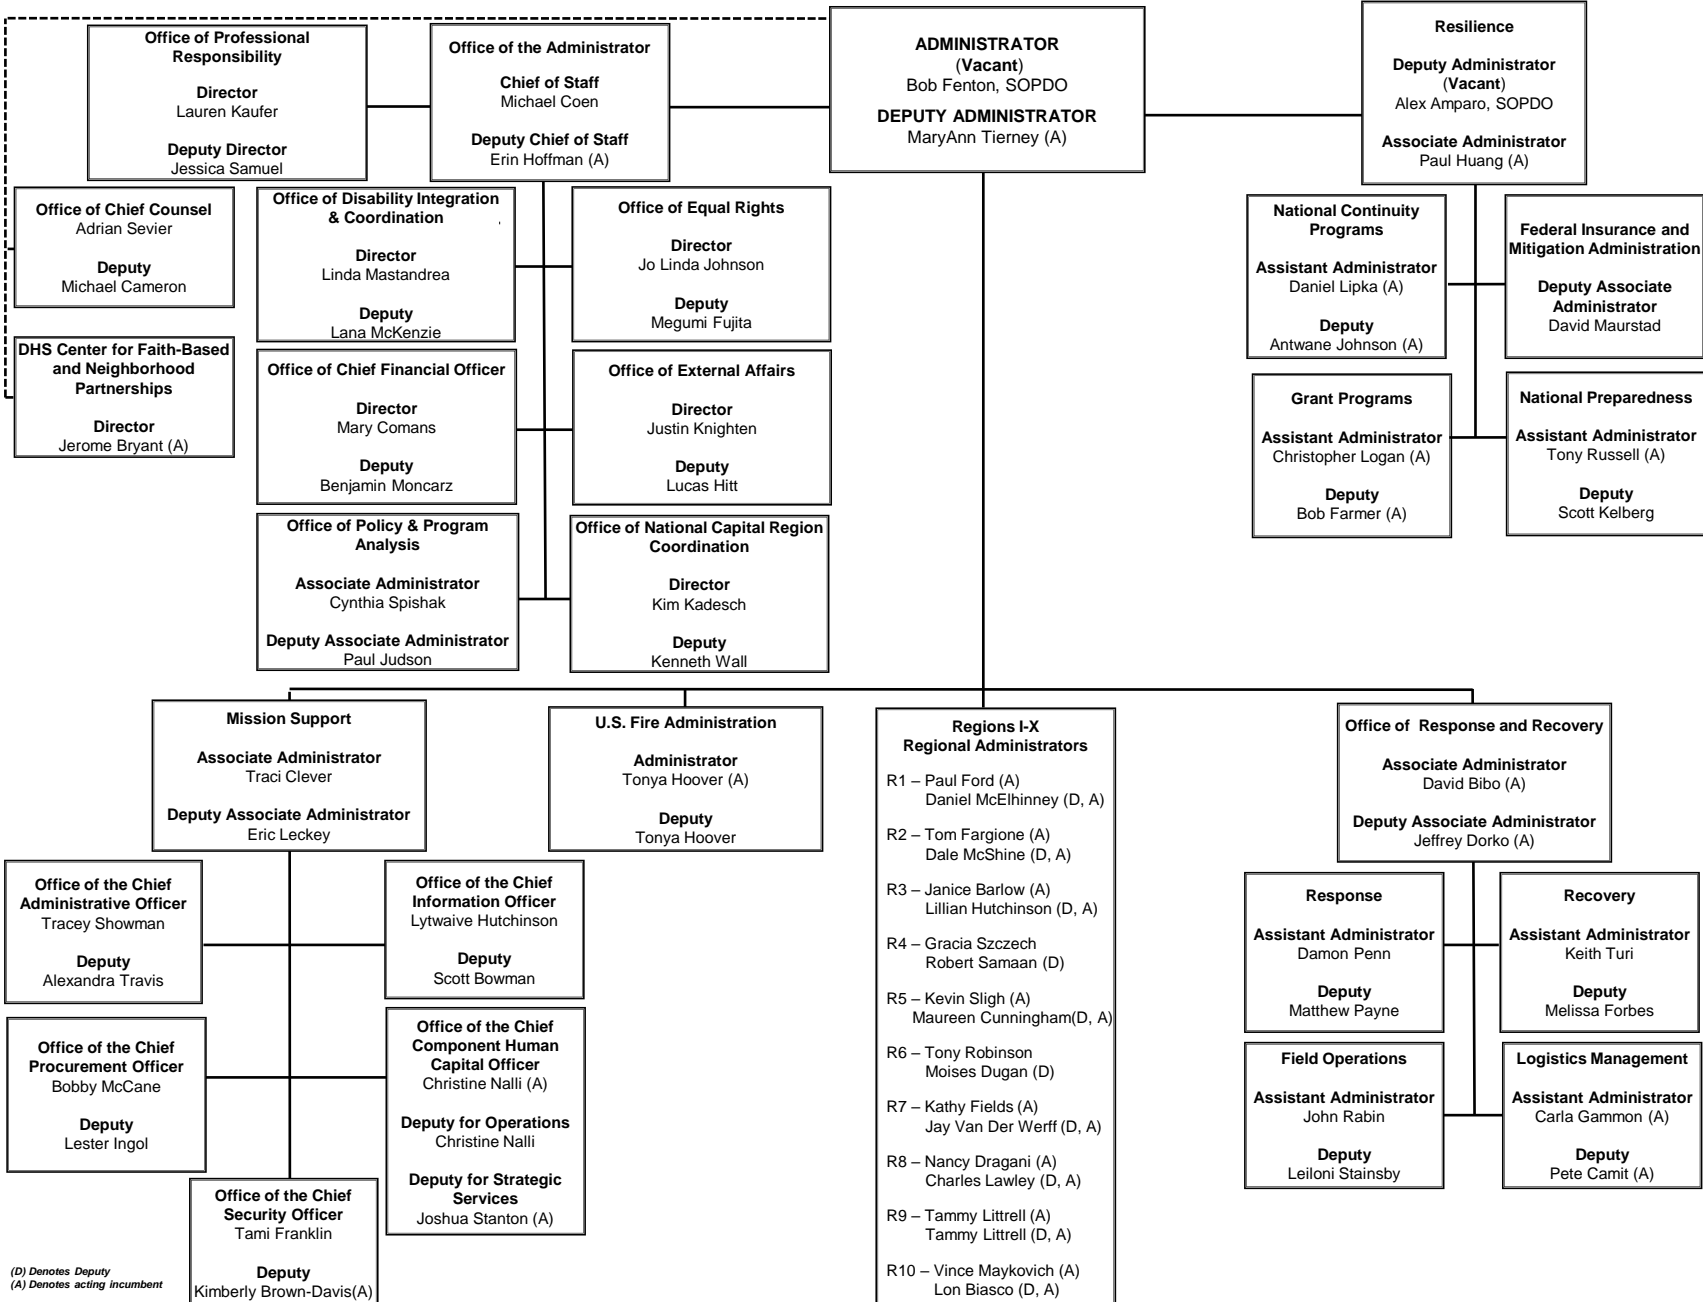 Office of Professional
Responsibility
Director
Lauren Kaufer
Deputy Director
Jessica Samuel
Office of the Administrator
Chief of Staff
Michael Coen
Deputy Chief of Staff
Erin Hoffman (A)
ADMINISTRATOR
(Vacant)
Bob Fenton, SOPDO
DEPUTY ADMINISTRATOR
MaryAnn Tierney (A)
Resilience
Deputy Administrator
(Vacant)
Alex Amparo, SOPDO
Associate Administrator
Paul Huang (A)
Office of Chief Counsel
Adrian Sevier
Deputy
Michael Cameron
Office of Disability Integration
& Coordination
Director
Linda Mastandrea
Deputy
Lana McKenzie
Office of Equal Rights
Director
Jo Linda Johnson
Deputy
Megumi Fujita
National Continuity
Programs
Assistant Administrator
Daniel Lipka (A)
Deputy
Antwane Johnson (A)
Federal Insurance and
Mitigation Administration
Deputy Associate
Administrator
David Maurstad
DHS Center for Faith-Based
and Neighborhood
Partnerships
Director
Jerome Bryant (A)
Office of Chief Financial Officer
Director
Mary Comans
Deputy
Benjamin Moncarz
Office of External Affairs
Director
Justin Knighten
Deputy
Lucas Hitt
Grant Programs
Assistant Administrator
Christopher Logan (A)
Deputy
Bob Farmer (A)
National Preparedness
Assistant Administrator
Tony Russell (A)
Deputy
Scott Kelberg
Office of Policy & Program
Analysis
Associate Administrator
Cynthia Spishak
Deputy Associate Administrator
Paul Judson
Office of National Capital Region
Coordination
Director
Kim Kadesch
Deputy
Kenneth Wall
Mission Support
Associate Administrator
Traci Clever
Deputy Associate Administrator
Eric Leckey
U.S. Fire Administration
Administrator
Tonya Hoover (A)
Deputy
Tonya Hoover
Regions I-X
Regional Administrators
R1 – Paul Ford (A)
Daniel McElhinney (D, A)
R2 – Tom Fargione (A)
Dale McShine (D, A)
R3 – Janice Barlow (A)
Lillian Hutchinson (D, A)
R4 – Gracia Szczech
Robert Samaan (D)
R5 – Kevin Sligh (A)
Maureen Cunningham(D, A)
R6 – Tony Robinson
Moises Dugan (D)
R7 – Kathy Fields (A)
Jay Van Der Werff (D, A)
R8 – Nancy Dragani (A)
Charles Lawley (D, A)
R9 – Tammy Littrell (A)
Tammy Littrell (D, A)
R10 – Vince Maykovich (A)
Lon Biasco (D, A)
Office of Response and Recovery
Associate Administrator
David Bibo (A)
Deputy Associate Administrator
Jeffrey Dorko (A)
Office of the Chief
Administrative Officer
Tracey Showman
Deputy
Alexandra Travis
Office of the Chief
Information Officer
Lytwaive Hutchinson
Deputy
Scott Bowman
Response
Assistant Administrator
Damon Penn
Deputy
Matthew Payne
Recovery
Assistant Administrator
Keith Turi
Deputy
Melissa Forbes
Office of the Chief
Procurement Officer
Bobby McCane
Deputy
Lester Ingol
Office of the Chief
Component Human
Capital Officer
Christine Nalli (A)
Deputy for Operations
Christine Nalli
Deputy for Strategic
Services
Joshua Stanton (A)
Field Operations
Assistant Administrator
John Rabin
Deputy
Leiloni Stainsby
Logistics Management
Assistant Administrator
Carla Gammon (A)
Deputy
Pete Camit (A)
Office of the Chief
Security Officer
Tami Franklin
Deputy
Kimberly Brown-Davis(A)
(D) Denotes Deputy
(A) Denotes acting incumbent